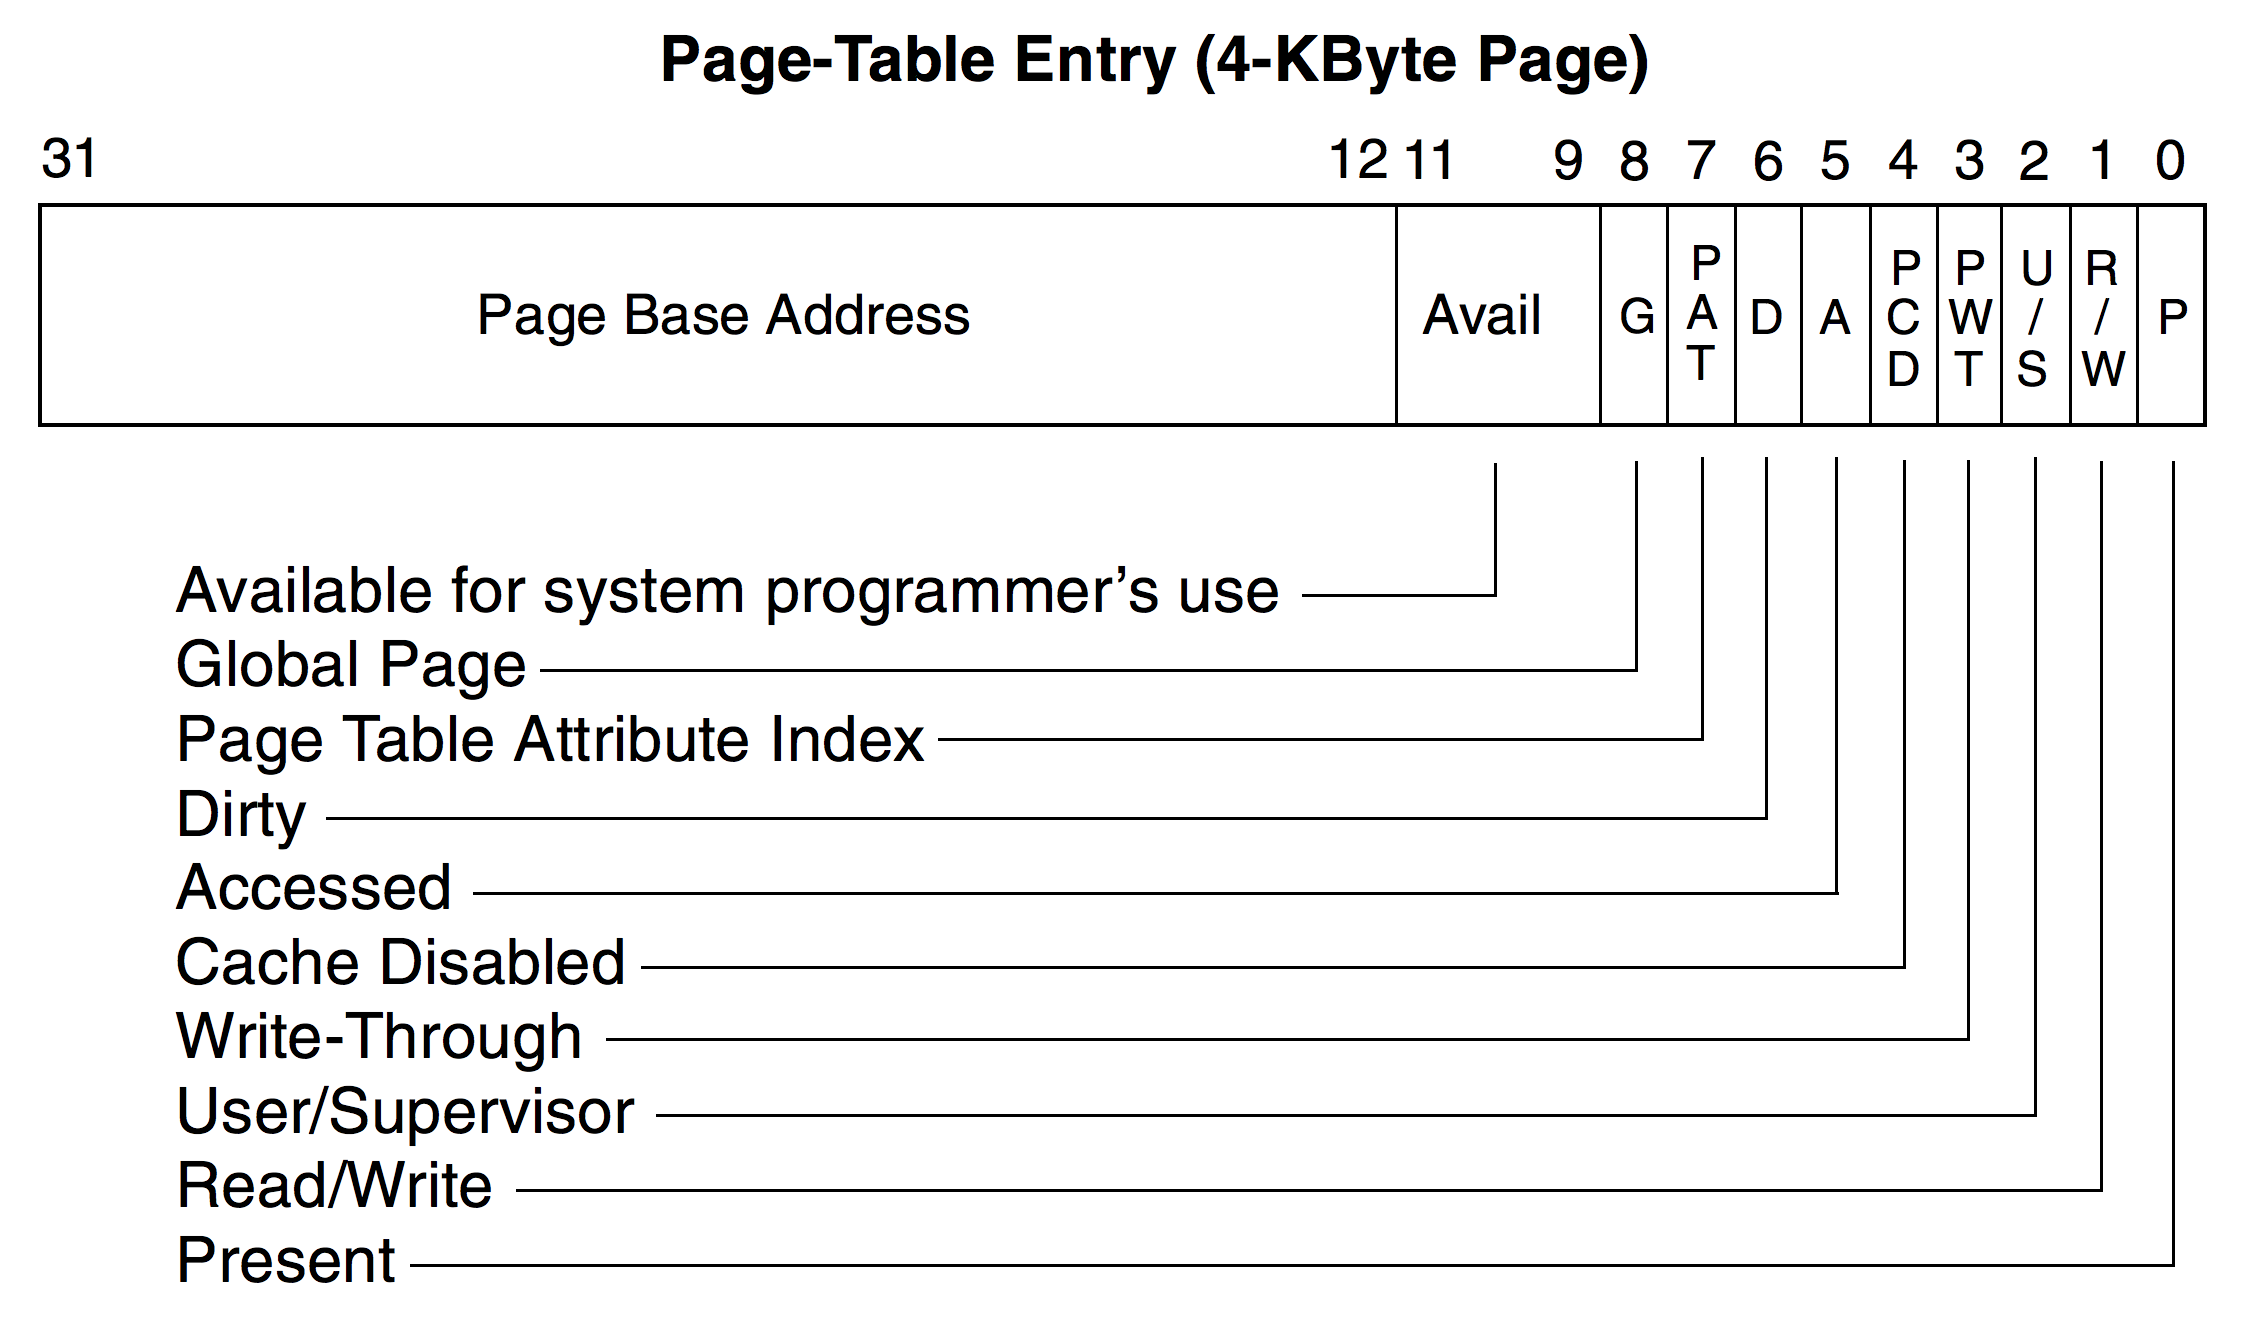 Page-Table Entry (4-KByte Page)
31 12 11 9 8 7 6 5 4 3 2 1 0
Page Base Address Avail G PAT D A PCD PWT U/S R/W P
Available for system programmer’s use
Global Page
Page Table Attribute Index
Dirty
Accessed
Cache Disabled
Write-Through
User/Supervisor
Read/Write
Present